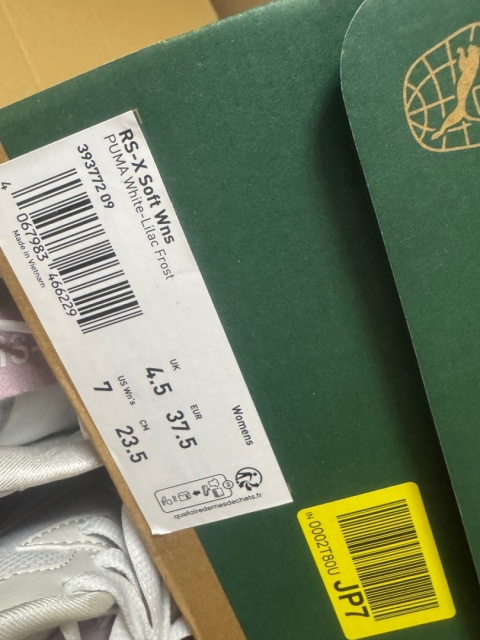 RS-X Soft Wns
PUMA White-Lilac Frost
393772 09
4 067983 466229
Made in Vietnam
UK
4.5
EUR
37.5
US Wn's
7
CM
23.5
Womens
quefairedemesdechets.fr
IN 0002T80U
JP7